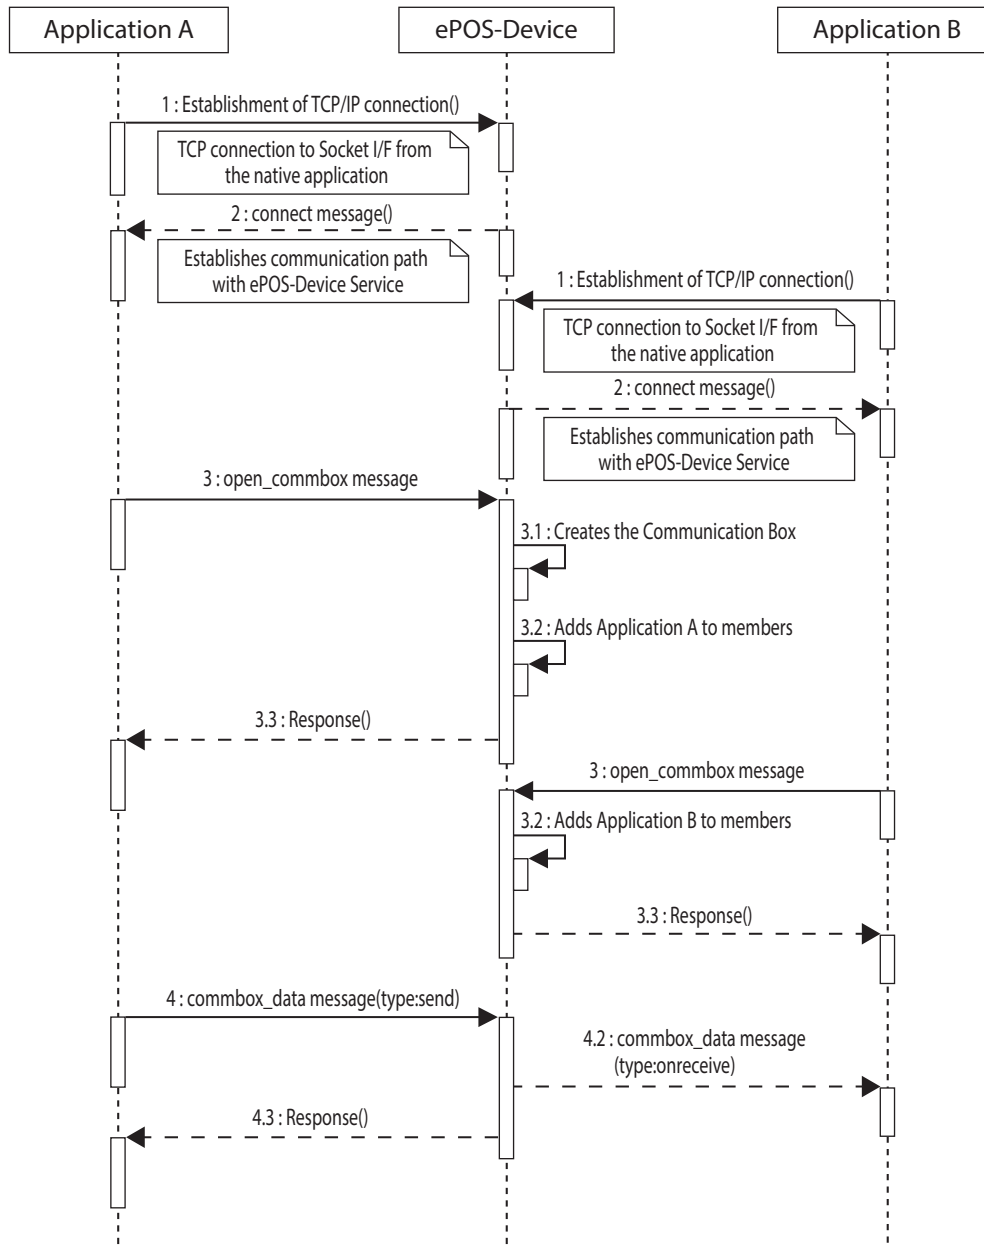 Application A
ePOS-Device
Application B
1 : Establishment of TCP/IP connection()
TCP connection to Socket I/F from
the native application
2 : connect message()
Establishes communication path
with ePOS-Device Service
1 : Establishment of TCP/IP connection()
TCP connection to Socket I/F from
the native application
2 : connect message()
Establishes communication path
with ePOS-Device Service
3 : open_commbox message
3.1 : Creates the Communication Box
3.2 : Adds Application A to members
3.3 : Response()
3 : open_commbox message
3.2 : Adds Application B to members
3.3 : Response()
4 : commbox_data message(type:send)
4.2 : commbox_data message
(type:onreceive)
4.3 : Response()